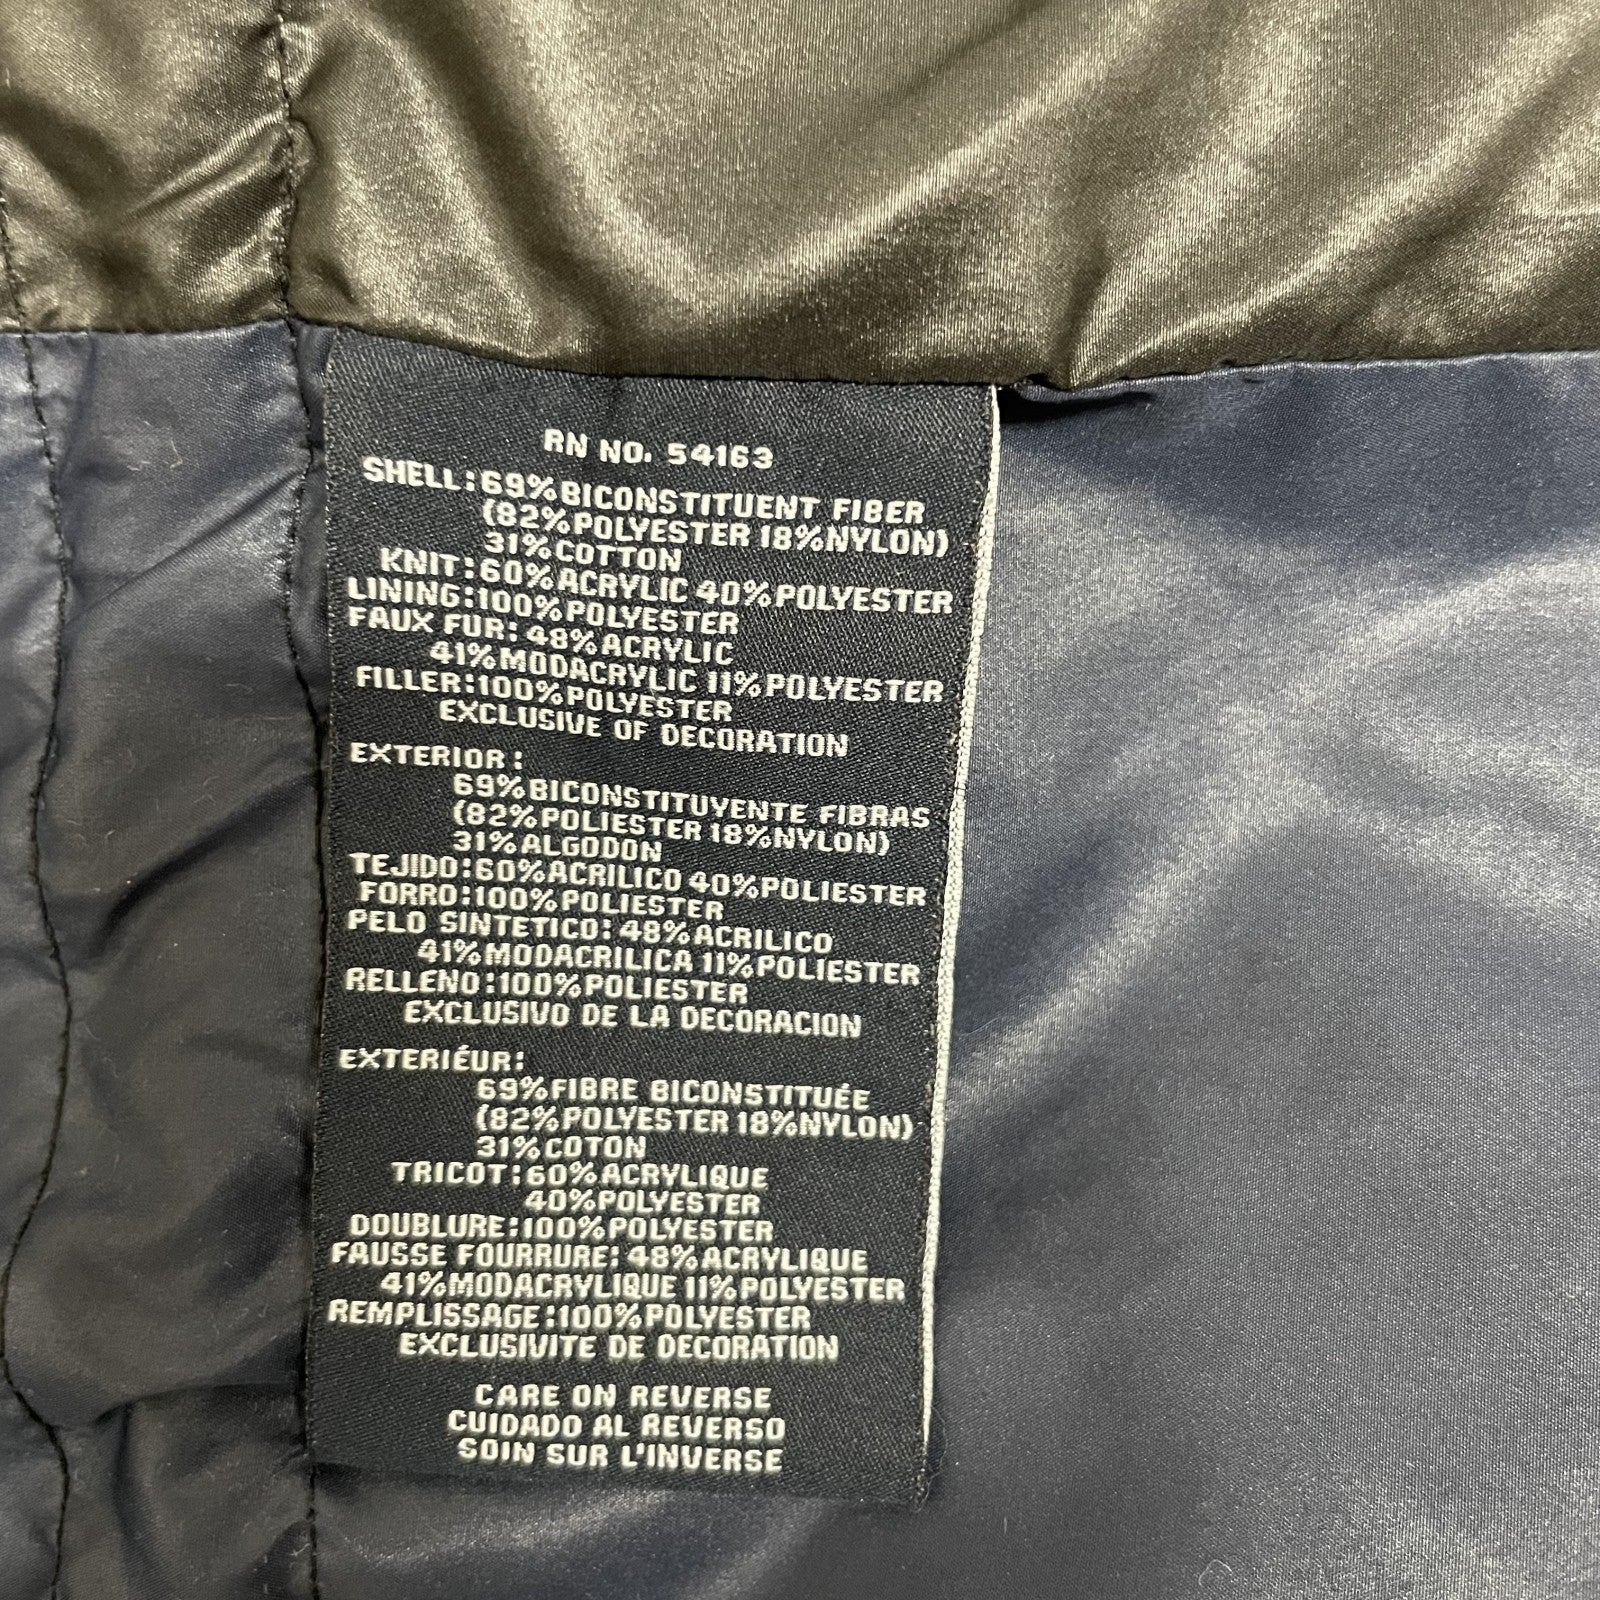 RN NO. 54163
SHELL:69%BICONSTITUENT FIBER
(82%POLYESTER 18%NYLON)
31%COTTON
KNIT:60%ACRYLIC 40%POLYESTER
LINING:100%POLYESTER
FAUX FUR:48%ACRYLIC
41%MODACRYLIC 11%POLYESTER
FILLER:100%POLYESTER
EXCLUSIVE OF DECORATION
EXTERIOR:
69%BICONSTITUYENTE FIBRAS
(82%POLIESTER 18%NYLON)
31%ALGODON
TEJIDO:60%ACRILICO 40%POLIESTER
FORRO:100%POLIESTER
PELO SINTETICO:48%ACRILICO
41%MODACRILICA 11%POLIESTER
RELLENO:100%POLIESTER
EXCLUSIVO DE LA DECORACION
EXTERIÉUR:
69%FIBRE BICONSTITUÉE
(82%POLYESTER 18%NYLON)
31%COTON
TRICOT:60%ACRYLIQUE
40%POLYESTER
DOUBLURE:100%POLYESTER
FAUSSE FOURRURE:48%ACRYLIQUE
41%MODACRYLIQUE 11%POLYESTER
REMPLISSAGE:100%POLYESTER
EXCLUSIVITE DE DECORATION
CARE ON REVERSE
CUIDADO AL REVERSO
SOIN SUR L'INVERSE